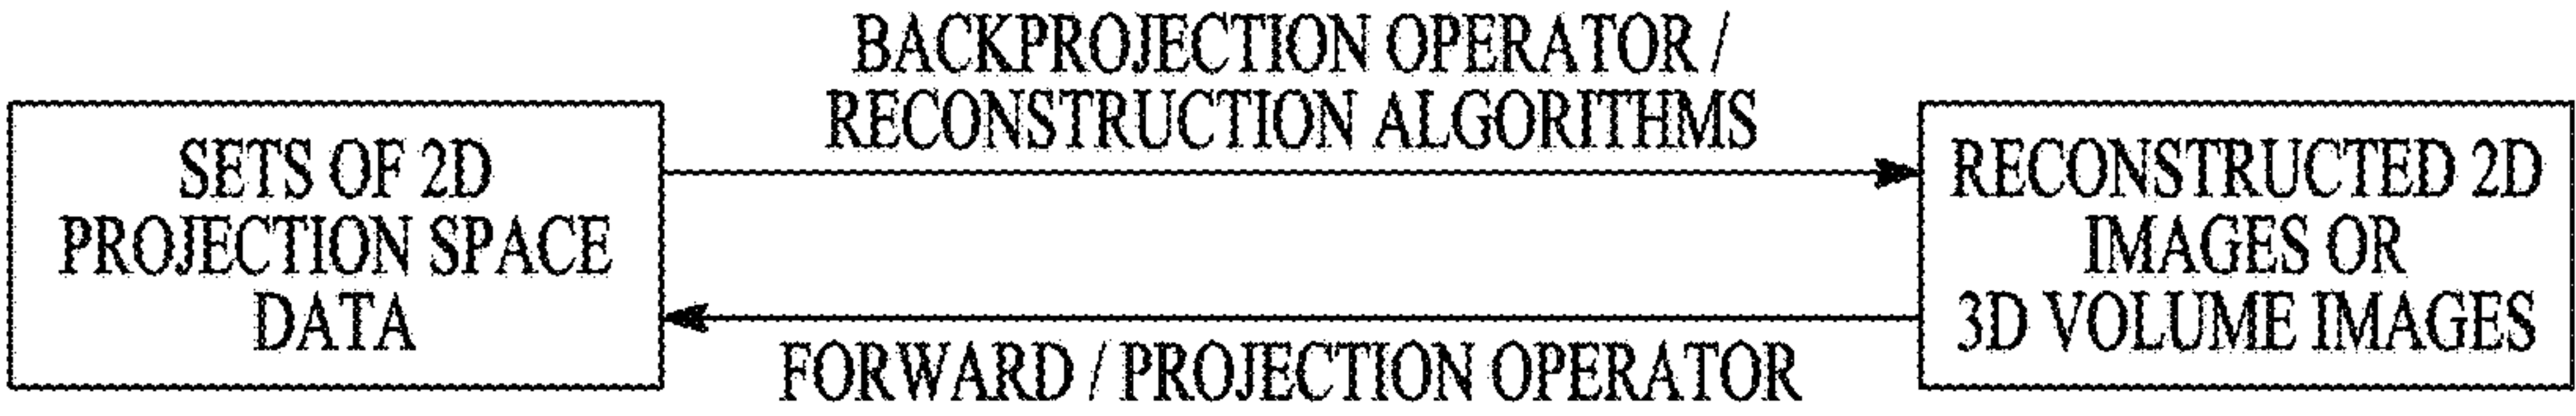 SETS OF 2D
PROJECTION SPACE
DATA
BACKPROJECTION OPERATOR /
RECONSTRUCTION ALGORITHMS
FORWARD / PROJECTION OPERATOR
RECONSTRUCTED 2D
IMAGES OR
3D VOLUME IMAGES